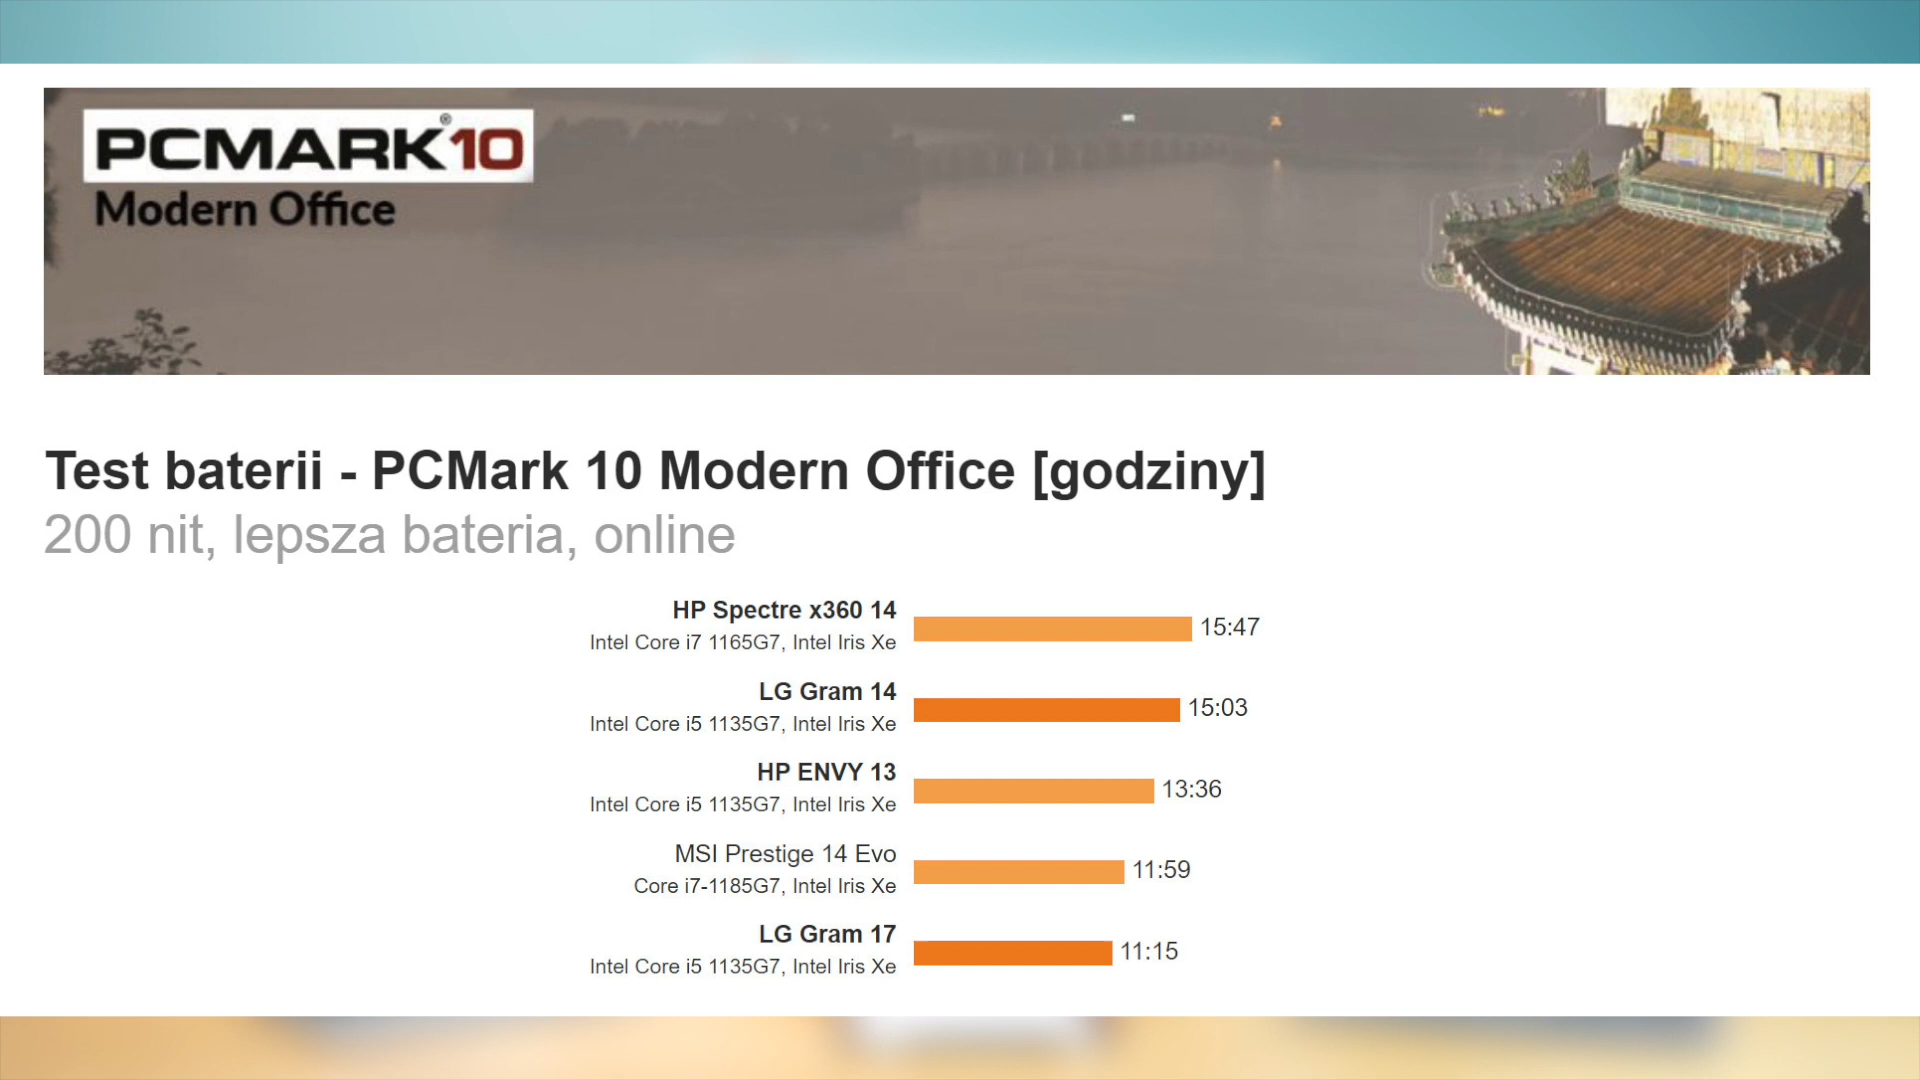 PCMARK®10
Modern Office
Test baterii - PCMark 10 Modern Office [godziny]
200 nit, lepsza bateria, online
HP Spectre x360 14
Intel Core i7 1165G7, Intel Iris Xe
15:47
LG Gram 14
Intel Core i5 1135G7, Intel Iris Xe
15:03
HP ENVY 13
Intel Core i5 1135G7, Intel Iris Xe
13:36
MSI Prestige 14 Evo
Core i7-1185G7, Intel Iris Xe
11:59
LG Gram 17
Intel Core i5 1135G7, Intel Iris Xe
11:15